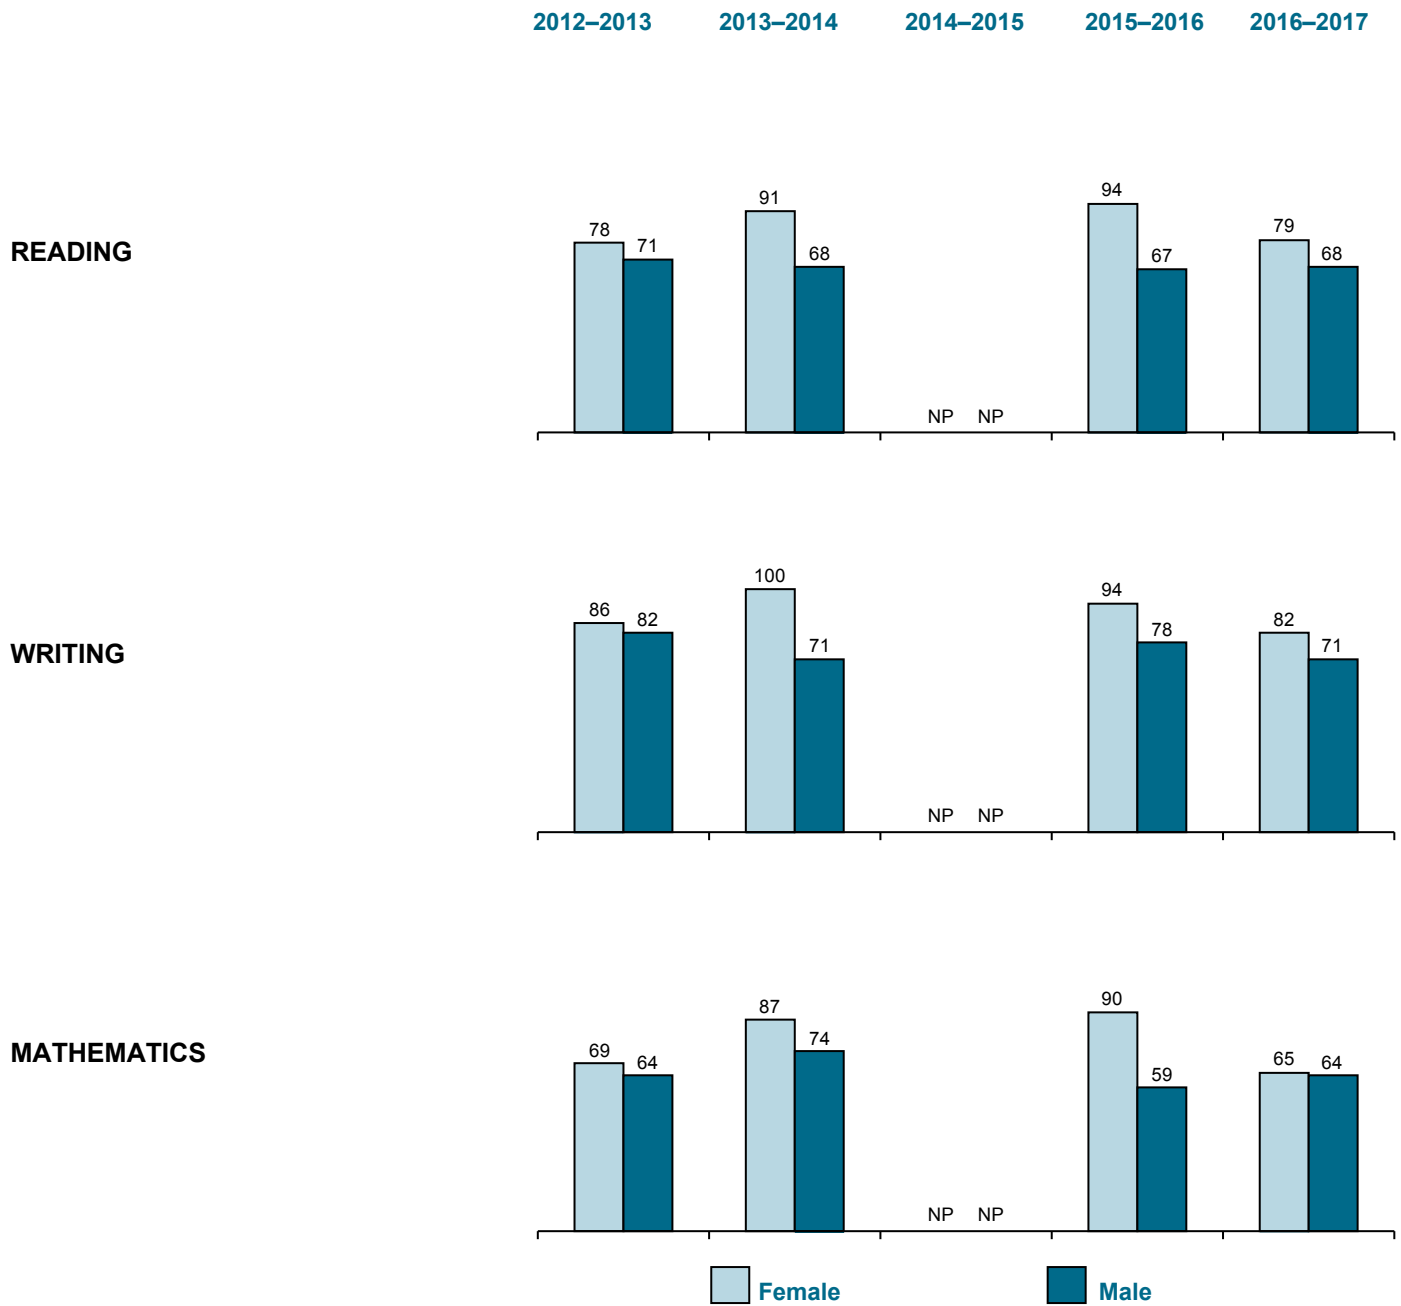 2012–2013 2013–2014 2014–2015 2015–2016 2016–2017
READING
78 71 91 68 NP NP 94 67 79 68
WRITING
86 82 100 71 NP NP 94 78 82 71
MATHEMATICS
69 64 87 74 NP NP 90 59 65 64
Female Male